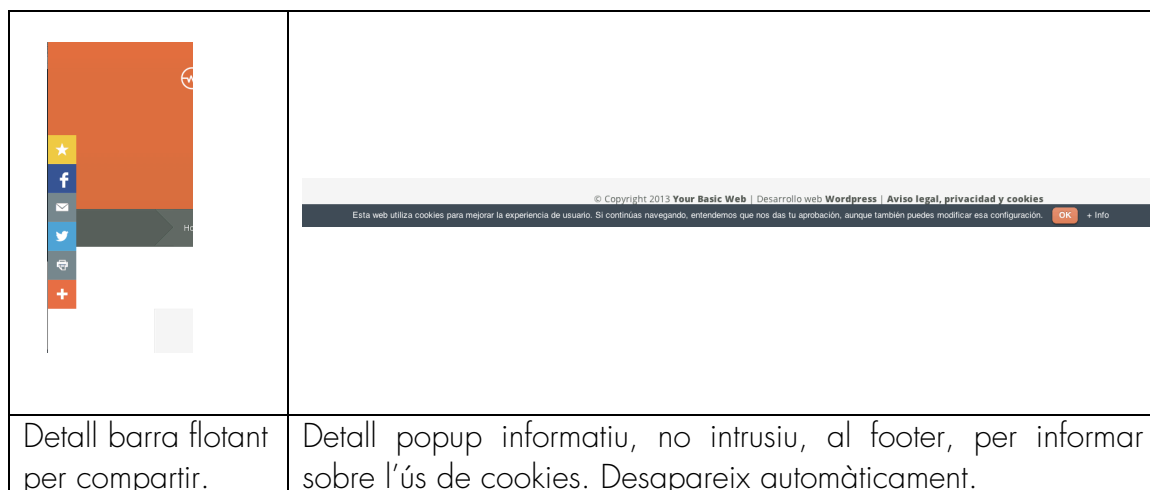 Ho
© Copyright 2013 Your Basic Web | Desarrollo web Wordpress | Aviso legal, privacidad y cookies
Esta web utiliza cookies para mejorar la experiencia de usuario. Si continúas navegando, entendemos que nos das tu aprobación, aunque también puedes modificar esa configuración. OK + Info
Detall barra flotant
per compartir.
Detall popup informatiu, no intrusiu, al footer, per informar
sobre l'ús de cookies. Desapareix automàticament.